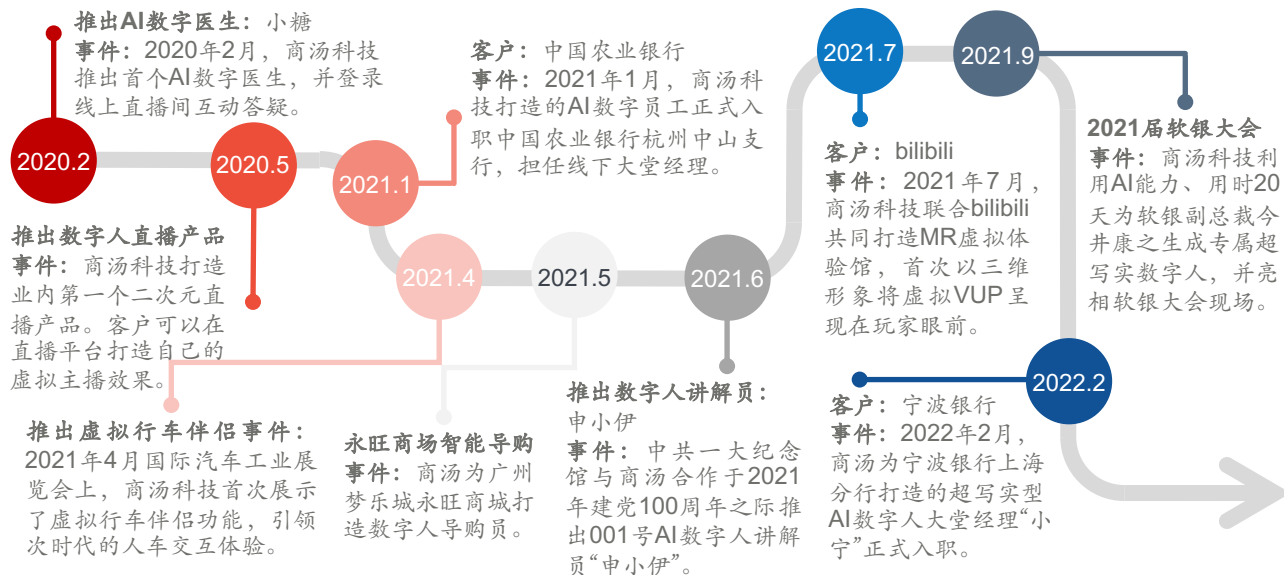 推出AI数字医生：小糖
事件：2020年2月，商汤科技
推出首个AI数字医生，并登录
线上直播间互动答疑。
2020.2
2020.5
推出数字人直播产品
事件：商汤科技打造
业内第一个二次元直
播产品。客户可以在
直播平台打造自己的
虚拟主播效果。
客户：中国农业银行
事件：2021年1月，商汤科
技打造的AI数字员工正式入
职中国农业银行杭州中山支
行，担任线下大堂经理。
2021.1
2021.4
推出虚拟行车伴侣事件：
2021年4月国际汽车工业展
览会上，商汤科技首次展示
了虚拟行车伴侣功能，引领
次时代的人车交互体验。
2021.5
永旺商场智能导购
事件：商汤为广州
梦乐城永旺商城打
造数字人导购员。
2021.6
推出数字人讲解员：
申小伊
事件：中共一大纪念
馆与商汤合作于2021
年建党100周年之际推
出001号AI数字人讲解
员“申小伊”。
2021.7
客户：bilibili
事件：2021年7月，
商汤科技联合bilibili
共同打造MR虚拟体
验馆，首次以三维
形象将虚拟VUP呈
现在玩家眼前。
2021.9
2021届软银大会
事件：商汤科技利
用AI能力、用时20
天为软银副总裁今
井康之生成专属超
写实数字人，并亮
相软银大会现场。
2022.2
客户：宁波银行
事件：2022年2月，
商汤为宁波银行上海
分行打造的超写实型
AI数字人大堂经理“小
宁”正式入职。